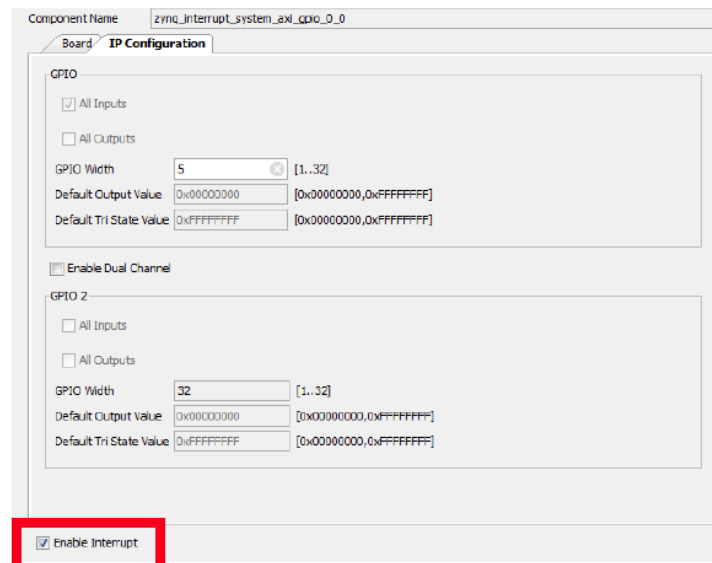 Component Name zynq_interrupt_system_axi_gpio_0_0
Board IP Configuration
GPIO
All Inputs
All Outputs
GPIO Width 5 [1..32]
Default Output Value 0x00000000 [0x00000000,0xFFFFFFFF]
Default Tri State Value 0xFFFFFFFF [0x00000000,0xFFFFFFFF]
Enable Dual Channel
GPIO 2
All Inputs
All Outputs
GPIO Width 32 [1..32]
Default Output Value 0x00000000 [0x00000000,0xFFFFFFFF]
Default Tri State Value 0xFFFFFFFF [0x00000000,0xFFFFFFFF]
Enable Interrupt